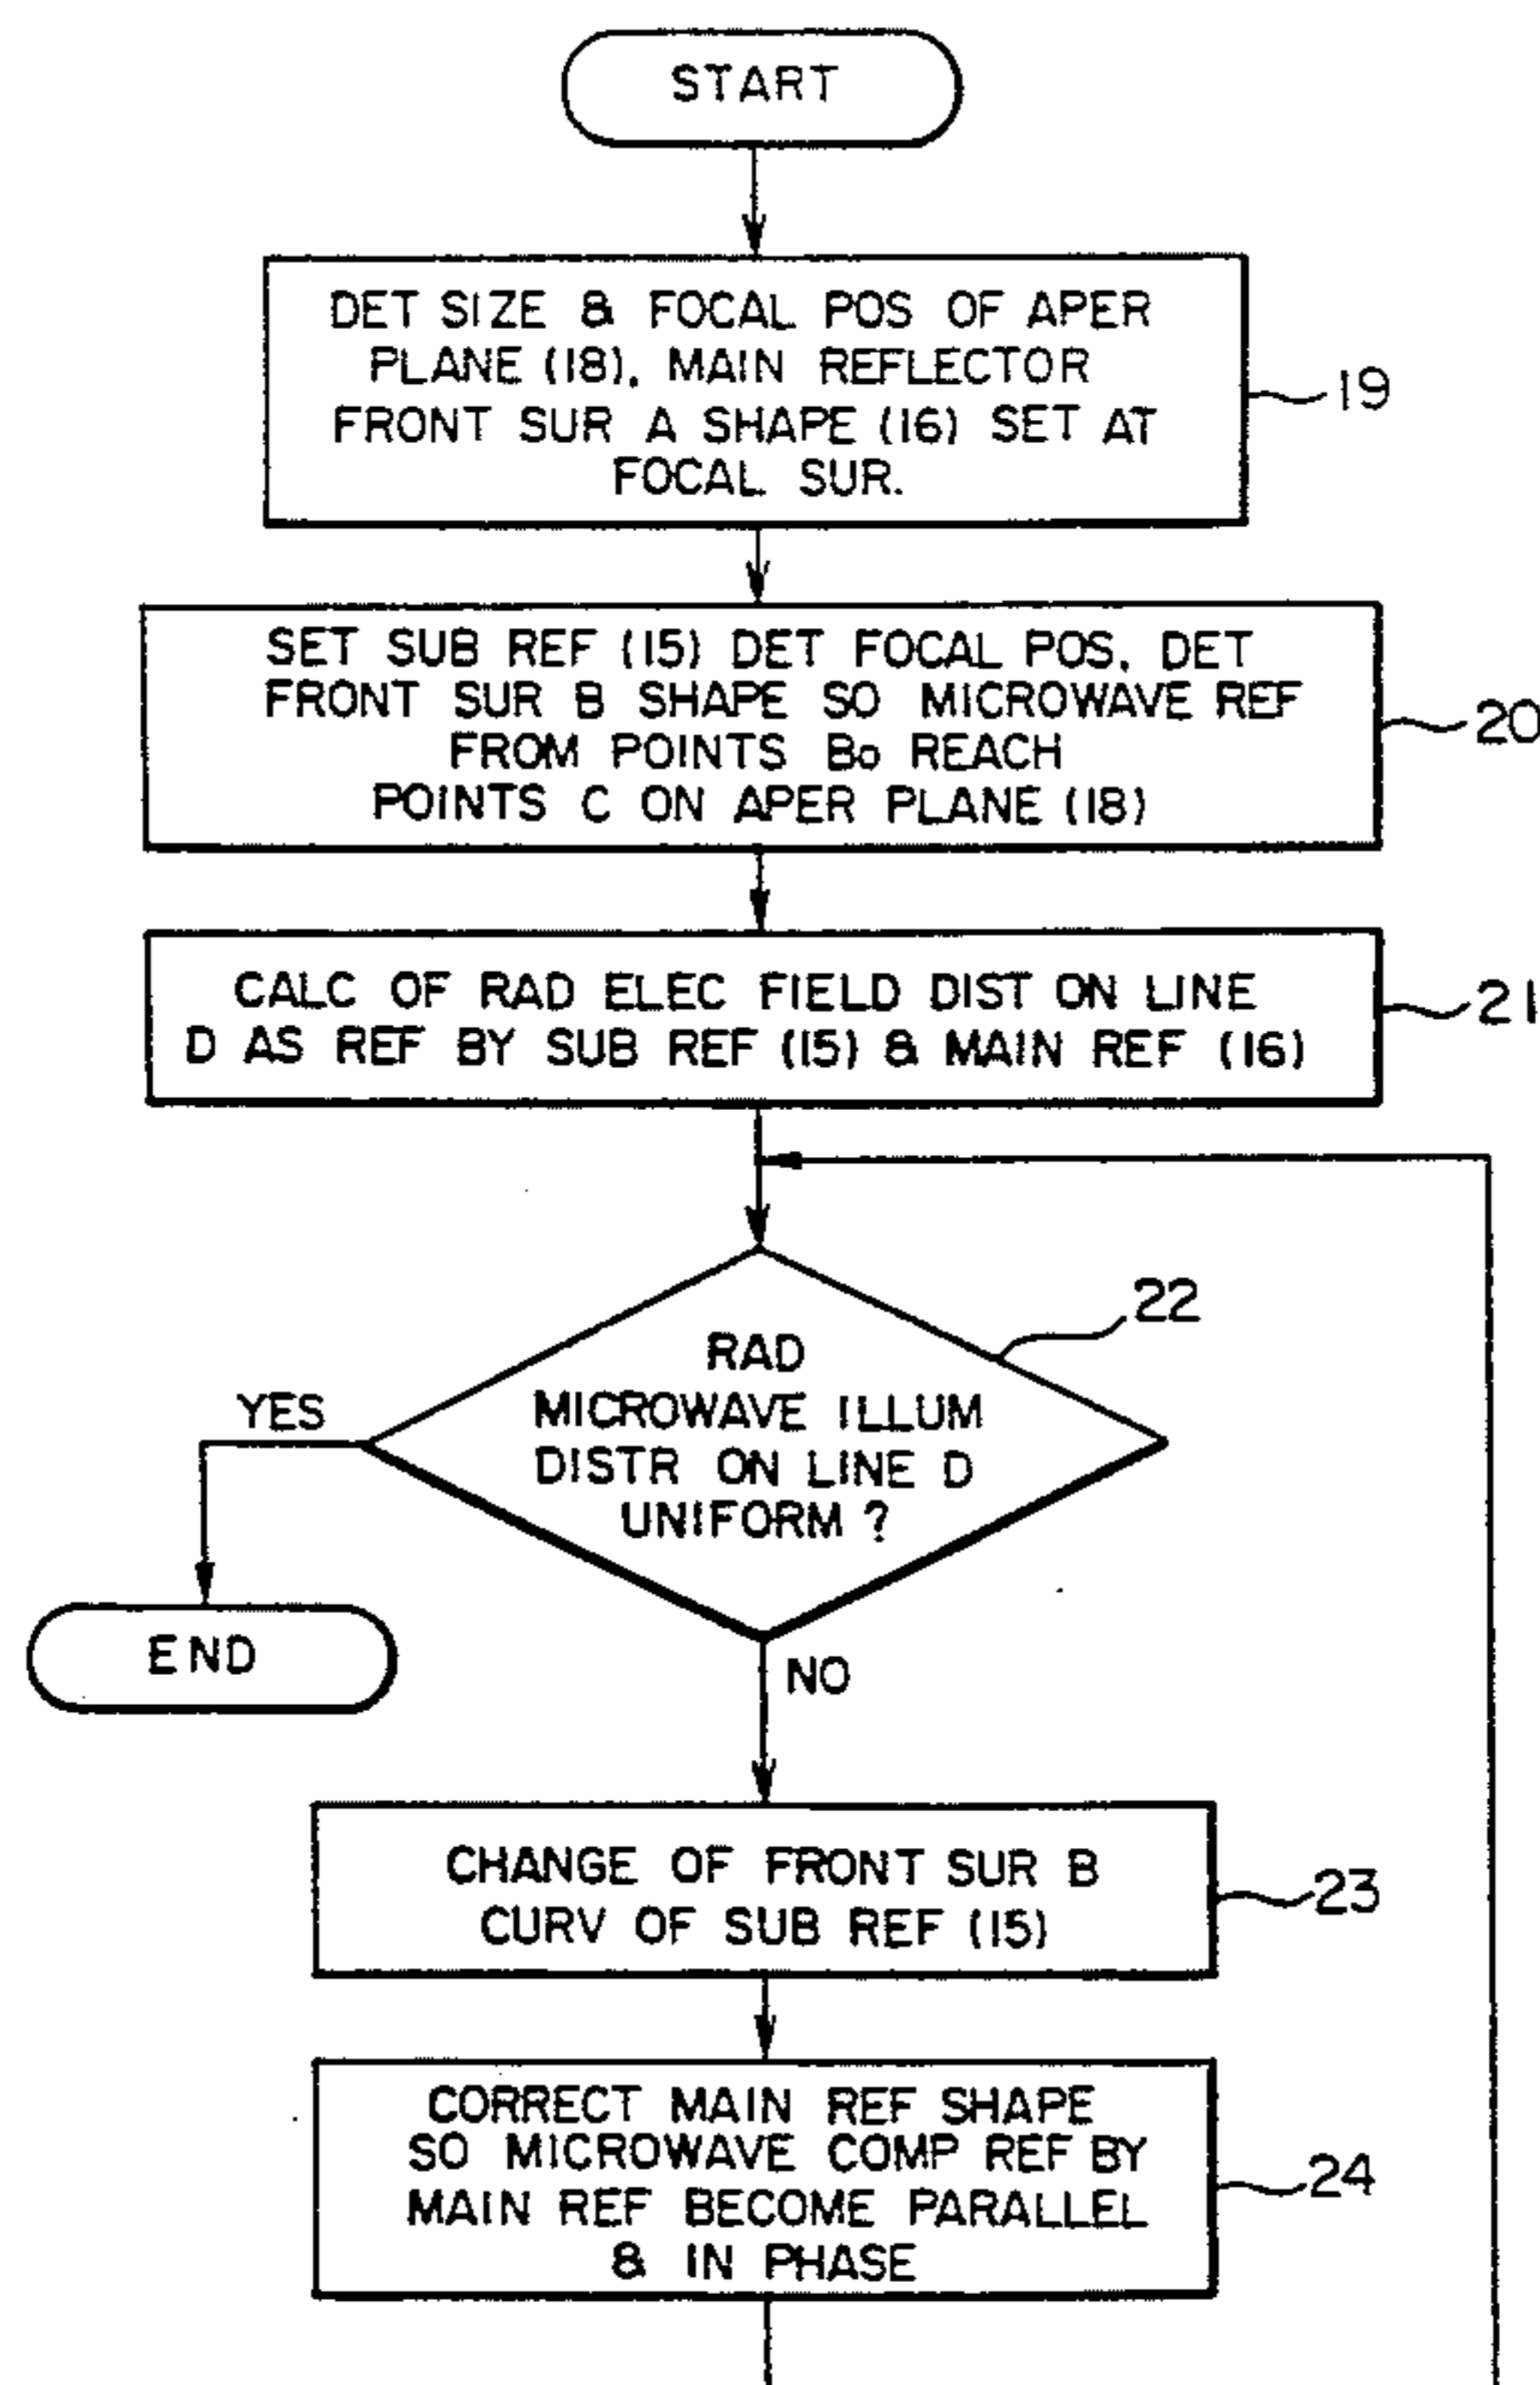 START
DET SIZE & FOCAL POS OF APER
PLANE (18). MAIN REFLECTOR
FRONT SUR A SHAPE (16) SET AT
FOCAL SUR.
19
SET SUB REF (15) DET FOCAL POS. DET
FRONT SUR B SHAPE SO MICROWAVE REF
FROM POINTS Bo REACH
POINTS C ON APER PLANE (18)
20
CALC OF RAD ELEC FIELD DIST ON LINE
D AS REF BY SUB REF (15) & MAIN REF (16)
21
22
RAD
MICROWAVE ILLUM
DISTR ON LINE D
UNIFORM ?
YES
END
NO
CHANGE OF FRONT SUR B
CURV OF SUB REF (15)
23
CORRECT MAIN REF SHAPE
SO MICROWAVE COMP REF BY
MAIN REF BECOME PARALLEL
& IN PHASE
24